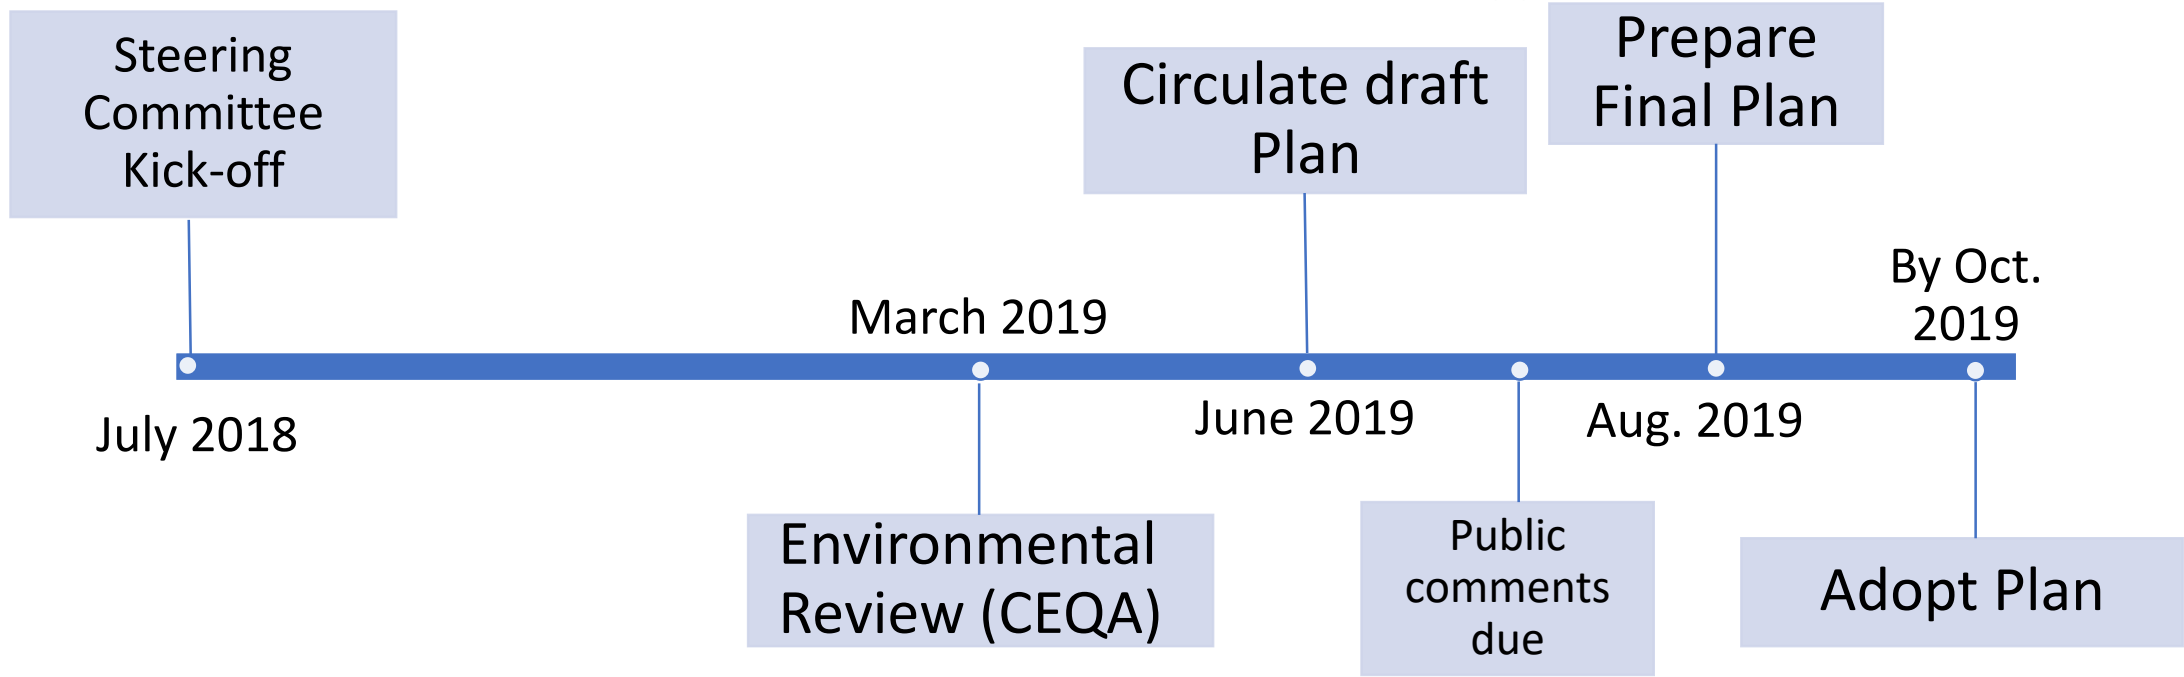 Steering
Committee
Kick-off
Circulate draft
Plan
Prepare
Final Plan
By Oct.
2019
March 2019
July 2018
June 2019
Aug. 2019
Environmental
Review (CEQA)
Public
comments
due
Adopt Plan